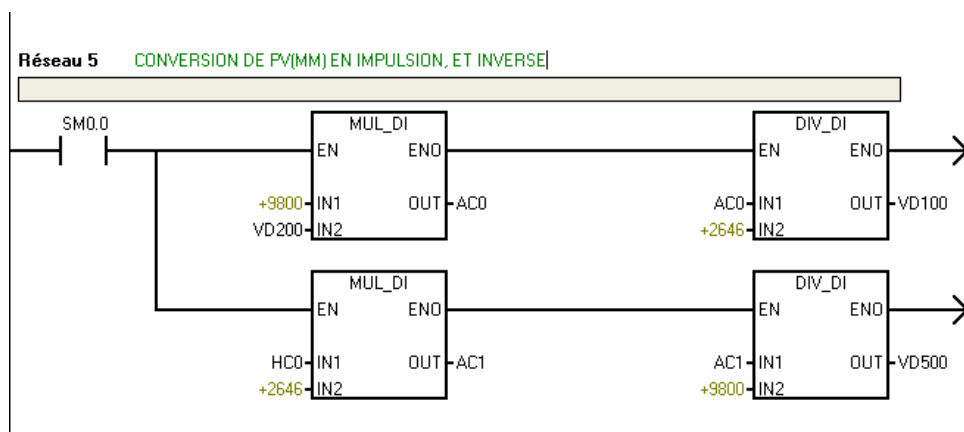 Réseau 5 CONVERSION DE PV(MM) EN IMPULSION, ET INVERSE
SM0.0
MUL_DI DIV_DI
EN ENO EN ENO
+9800 IN1 OUT AC0 AC0 IN1 OUT VD100
VD200 IN2 +2646 IN2
MUL_DI DIV_DI
EN ENO EN ENO
HC0 IN1 OUT AC1 AC1 IN1 OUT VD500
+2646 IN2 +9800 IN2